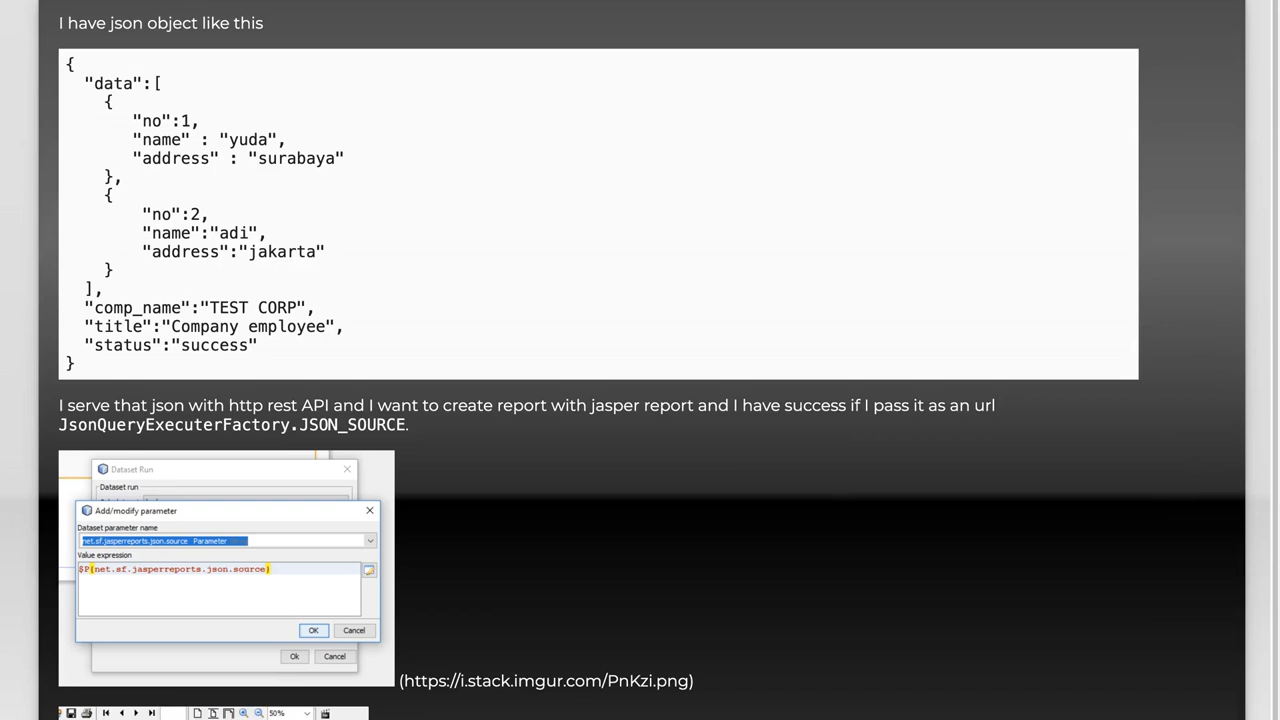 I have json object like this
{
"data":[
{
"no":1,
"name" : "yuda",
"address" : "surabaya"
},
{
"no":2,
"name":"adi",
"address":"jakarta"
}
],
"comp_name":"TEST CORP",
"title":"Company employee",
"status":"success"
}
I serve that json with http rest API and I want to create report with jasper report and I have success if I pass it as an url
JsonQueryExecuterFactory.JSON_SOURCE.
Dataset Run
Dataset run
Add/modify parameter
Dataset parameter name
net.sf.jasperreports.json.source Parameter
Value expression
$P{net.sf.jasperreports.json.source}
OK Cancel
Ok Cancel
(https://i.stack.imgur.com/PnKzi.png)
50%